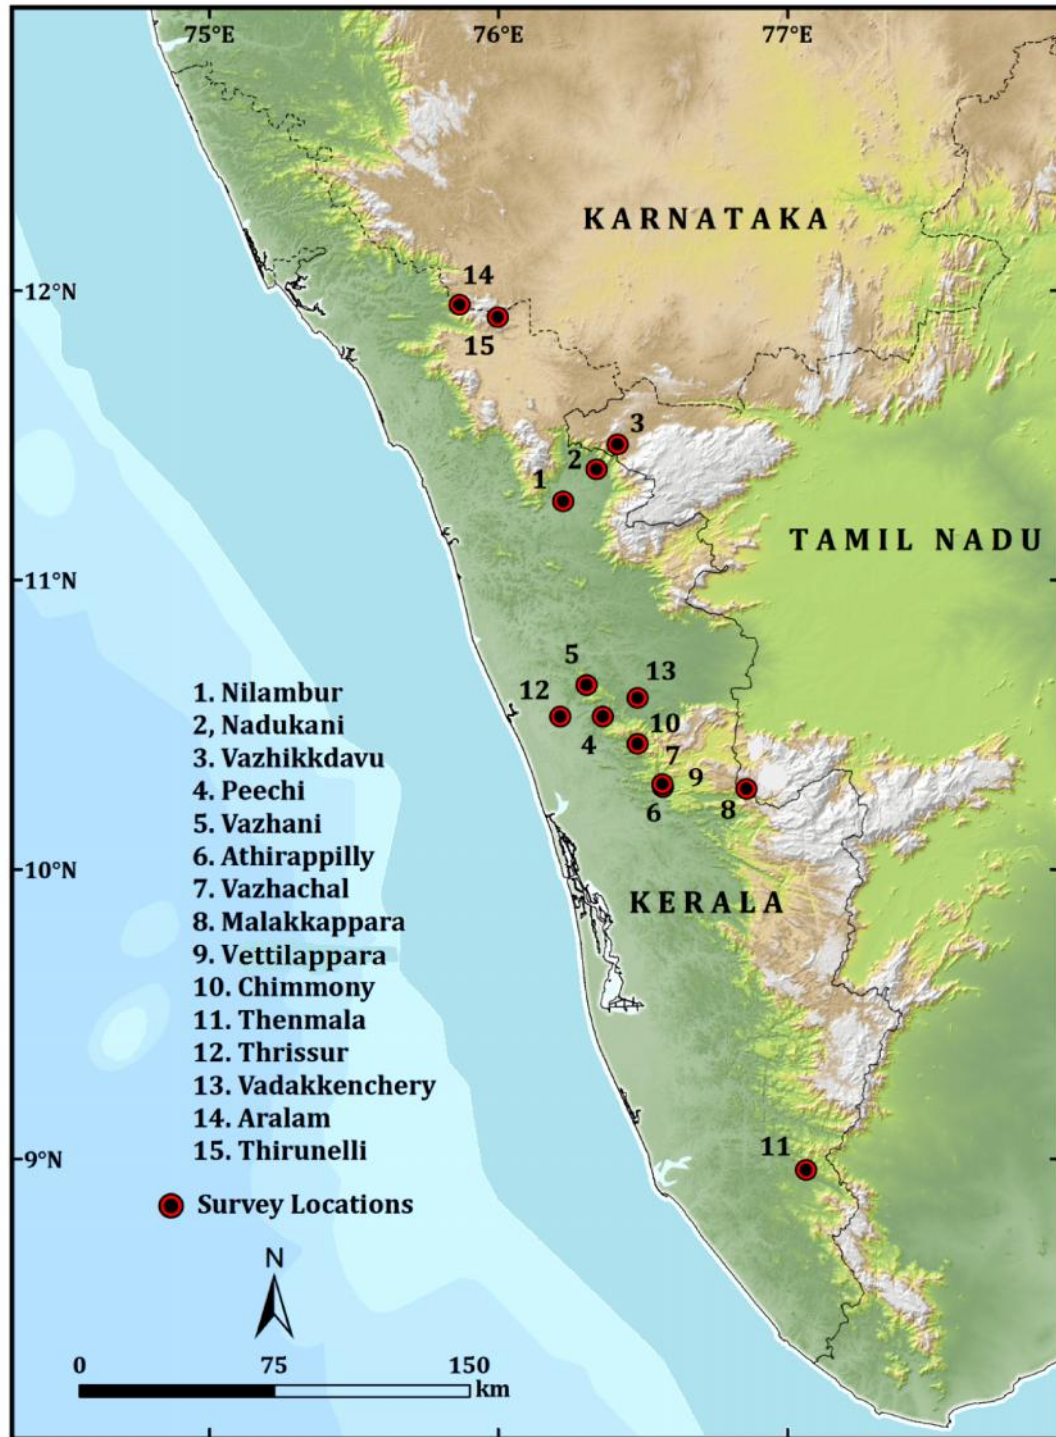 75°E 76°E 77°E
KARNATAKA
12°N
14
15
3
2
1
TAMIL NADU
11°N
5
13
12
10
4
7
9
6
8
1. Nilambur
2, Nadukani
3. Vazhikkdavu
4. Peechi
5. Vazhani
6. Athirappilly
7. Vazhachal
8. Malakkappara
9. Vettilappara
10. Chimmony
11. Thenmala
12. Thrissur
13. Vadakkenchery
14. Aralam
15. Thirunelli
10°N
KERALA
9°N
11
Survey Locations
N
0 75 150
km